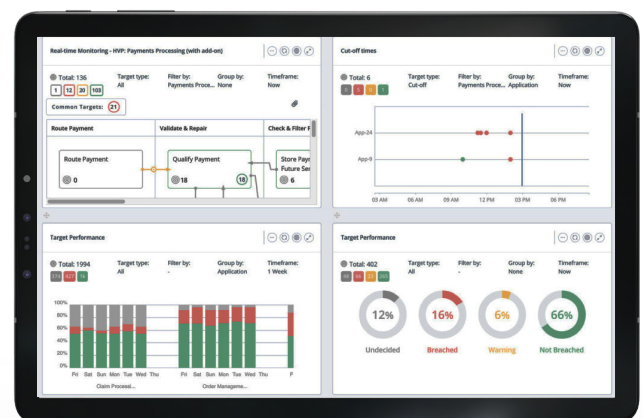 Real-time Monitoring - HVP: Payments Processing (with add-on)
Total: 136
Target type:
All
Filter by:
Payments Proce...
Group by:
None
Timeframe:
Now
1 12 20 103
Common Targets: 21
Route Payment
Validate & Repair
Check & Filter F
Route Payment
0
Qualify Payment
18
18
Store Payr
Future Ser
6
Cut-off times
Total: 6
Target type:
Cut-off
Filter by:
Payments Proce...
Group by:
Application
Timeframe:
Now
App-24
App-9
03 AM 06 AM 09 AM 12 PM 03 PM 06 PM
Target Performance
Total: 1994
Target type:
All
Filter by:
-
Group by:
Application
Timeframe:
1 Week
100%
80%
60%
40%
20%
0%
Fri Sat Sun Mon Tue Wed Thu Fri Sat Sun Mon Tue Wed Thu F
Claim Processi...
Order Manageme...
Target Performance
Total: 402
Target type:
All
Filter by:
-
Group by:
None
Timeframe:
Now
12% 16% 6% 66%
Undecided Breached Warning Not Breached